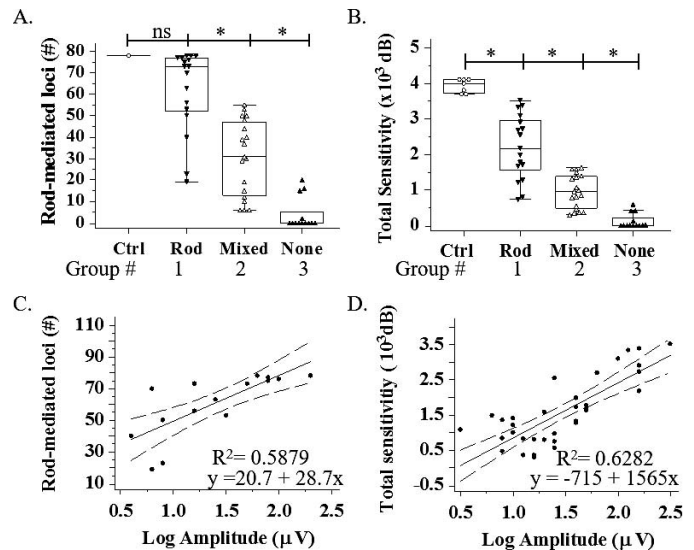 A.
ns * *
Rod-mediated loci (#)
80
70
60
50
40
30
20
10
0
Ctrl Rod Mixed None
Group # 1 2 3
B.
* * *
Total Sensitivity (x10³ dB)
5
4
3
2
1
0
Ctrl Rod Mixed None
Group # 1 2 3
C.
Rod-mediated loci (#)
110
90
70
50
30
10
R²= 0.5879
y =20.7 + 28.7x
0.5 1.0 1.5 2.0 2.5
Log Amplitude (μ V)
D.
Total sensitivitiy ( 10³dB)
3.5
2.5
1.5
0.5
-0.5
R²= 0.6282
y = -715 + 1565x
0.5 1.0 1.5 2.0 2.5
Log Amplitude (μ V)